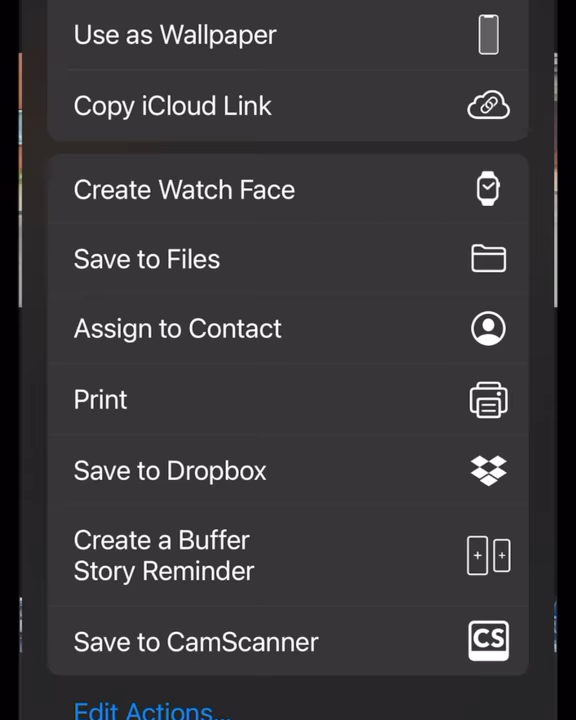 Use as Wallpaper
Copy iCloud Link
Create Watch Face
Save to Files
Assign to Contact
Print
Save to Dropbox
Create a Buffer
Story Reminder
Save to CamScanner
CS
Edit Actions...